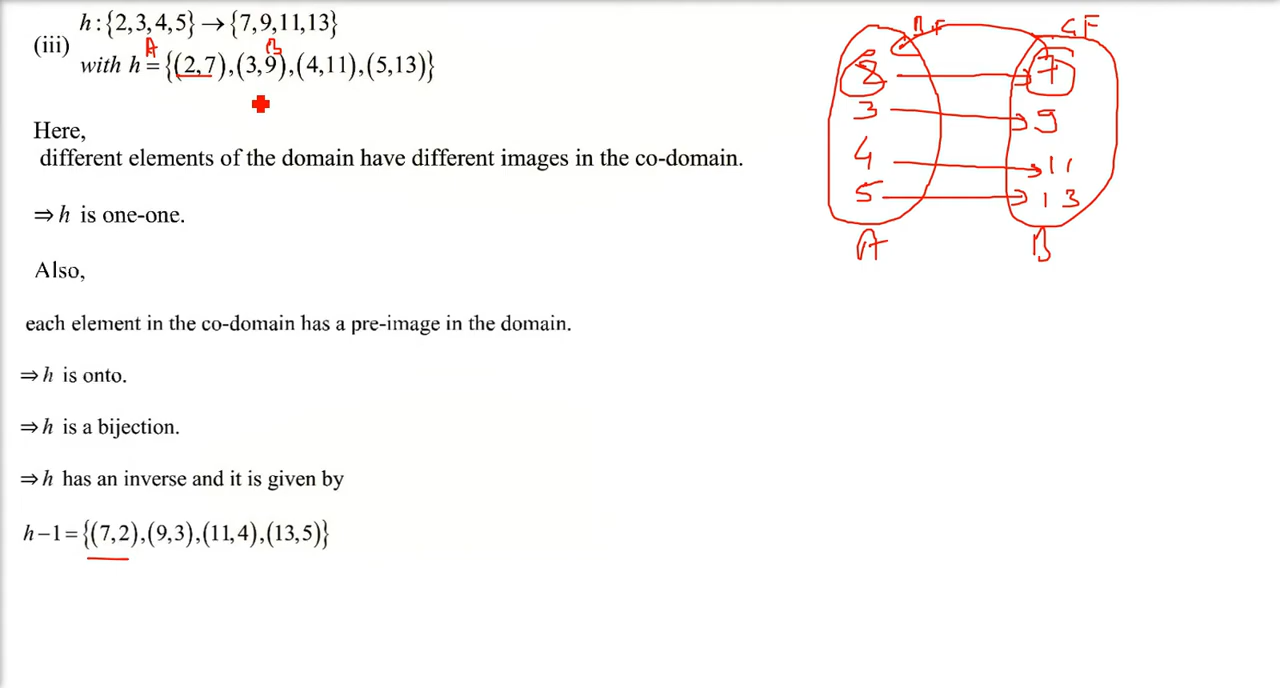 h : {2,3,4,5} → {7,9,11,13}
(iii)
A B
with h = {(2,7),(3,9),(4,11),(5,13)}
Here,
different elements of the domain have different images in the co-domain.
⇒ h is one-one.
Also,
each element in the co-domain has a pre-image in the domain.
⇒ h is onto.
⇒ h is a bijection.
⇒ h has an inverse and it is given by
h−1={(7,2),(9,3),(11,4),(13,5)}
7
3 9
4 11
5 13
A B